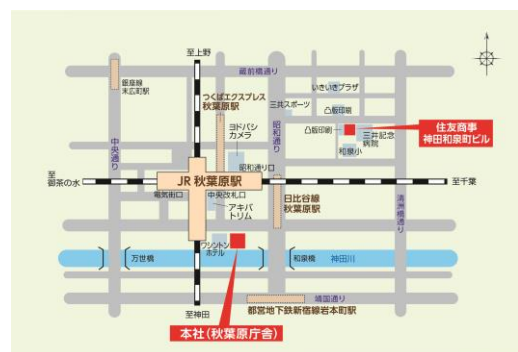 至上野
蔵前橋通り
銀座線
末広町駅
つくばエクスプレス
秋葉原駅
いきいきプラザ
三共スポーツ
凸版印刷
ヨドバシ
カメラ
昭和通り
凸版印刷
三井記念
病院
住友商事
神田和泉町ビル
中央通り
和泉小
昭和通り口
至
御茶の水
JR 秋葉原駅
至千葉
電気街口
中央改札口
アキバ
トリム
日比谷線
秋葉原駅
清洲橋通り
ワシントン
ホテル
万世橋
和泉橋
神田川
靖国通り
至神田
都営地下鉄新宿線岩本町駅
本社(秋葉原庁舎)